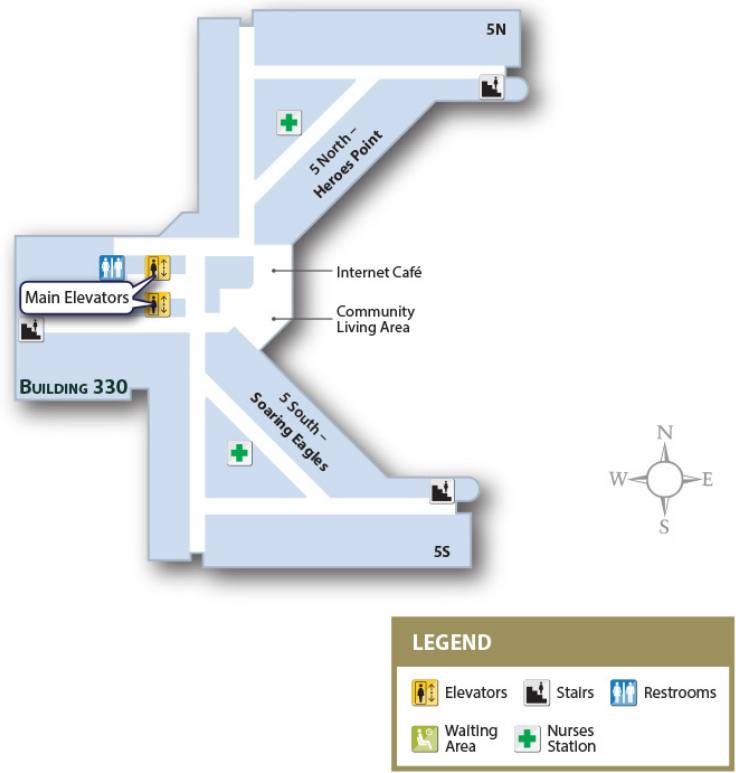 5N
5 North –
Heroes Point
Internet Café
Main Elevators
Community
Living Area
BUILDING 330
5 South –
Soaring Eagles
N
W
E
S
5S
LEGEND
Elevators
Stairs
Restrooms
Waiting
Area
Nurses
Station